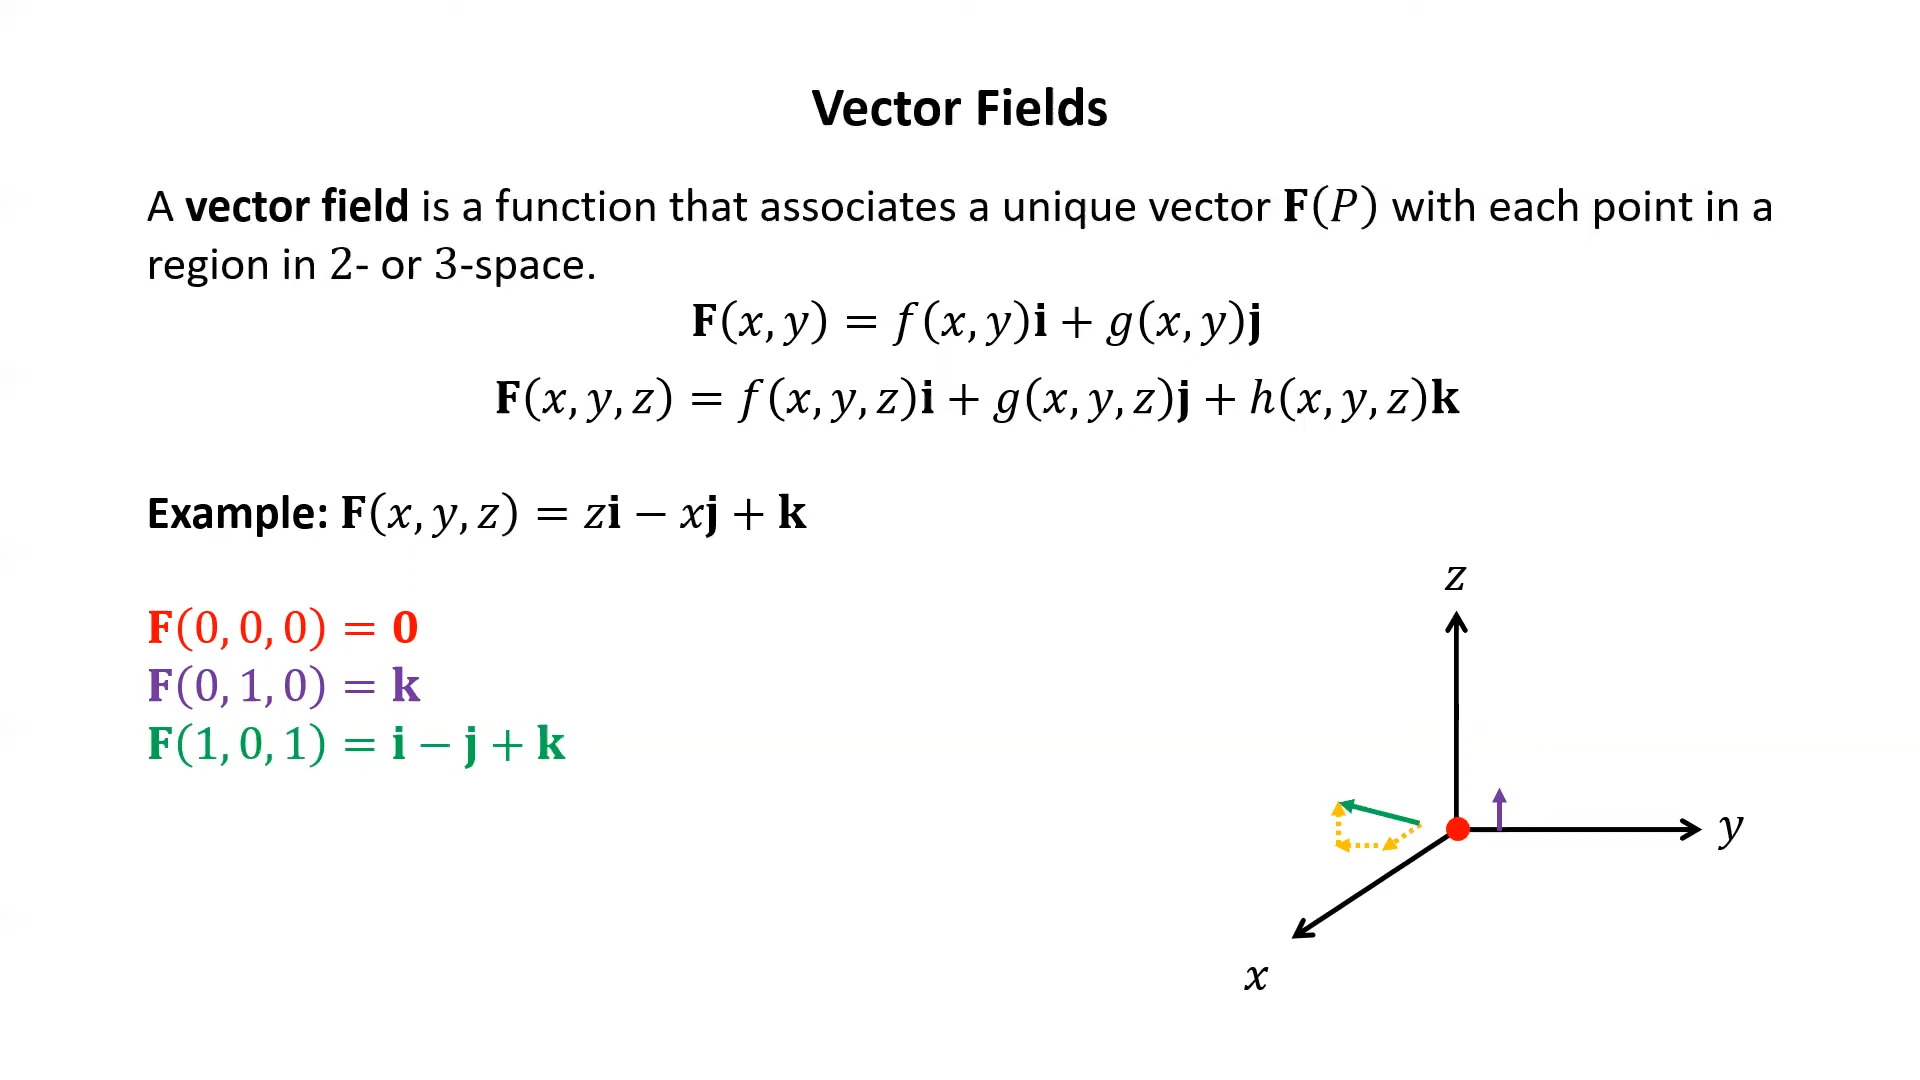 Vector Fields
A vector field is a function that associates a unique vector 𝐅(𝑃) with each point in a
region in 2- or 3-space.
𝐅(𝑥, 𝑦) = 𝑓(𝑥, 𝑦)𝐢 + 𝑔(𝑥, 𝑦)𝐣
𝐅(𝑥, 𝑦, 𝑧) = 𝑓(𝑥, 𝑦, 𝑧)𝐢 + 𝑔(𝑥, 𝑦, 𝑧)𝐣 + ℎ(𝑥, 𝑦, 𝑧)𝐤
Example: 𝐅(𝑥, 𝑦, 𝑧) = 𝑧𝐢 − 𝑥𝐣 + 𝐤
𝐅(0, 0, 0) = 𝟎
𝐅(0, 1, 0) = 𝐤
𝐅(1, 0, 1) = 𝐢 − 𝐣 + 𝐤
𝑧
𝑦
𝑥